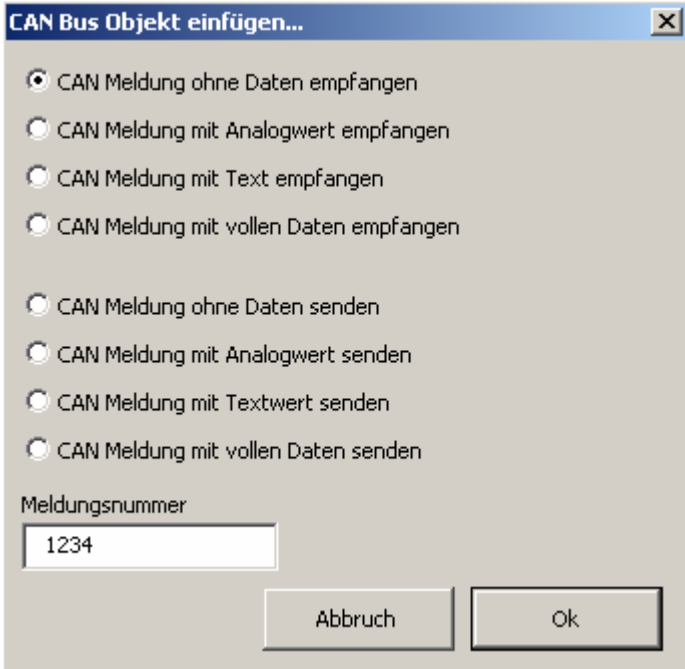 CAN Bus Objekt einfügen...
CAN Meldung ohne Daten empfangen
CAN Meldung mit Analogwert empfangen
CAN Meldung mit Text empfangen
CAN Meldung mit vollen Daten empfangen
CAN Meldung ohne Daten senden
CAN Meldung mit Analogwert senden
CAN Meldung mit Textwert senden
CAN Meldung mit vollen Daten senden
Meldungsnummer
1234
Abbruch Ok